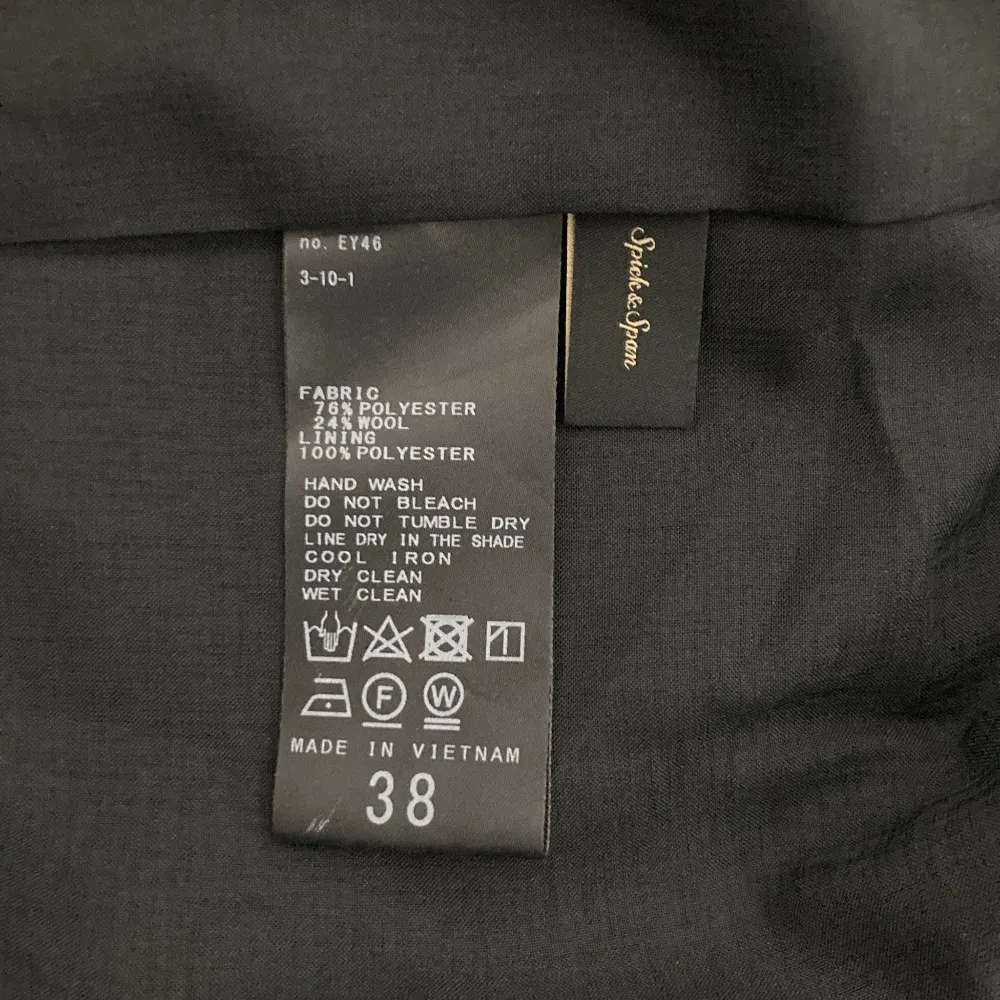 no. EY46
3-10-1
FABRIC
76% POLYESTER
24% WOOL
LINING
100% POLYESTER
HAND WASH
DO NOT BLEACH
DO NOT TUMBLE DRY
LINE DRY IN THE SHADE
COOL IRON
DRY CLEAN
WET CLEAN
F W
MADE IN VIETNAM
38
Spick & Span